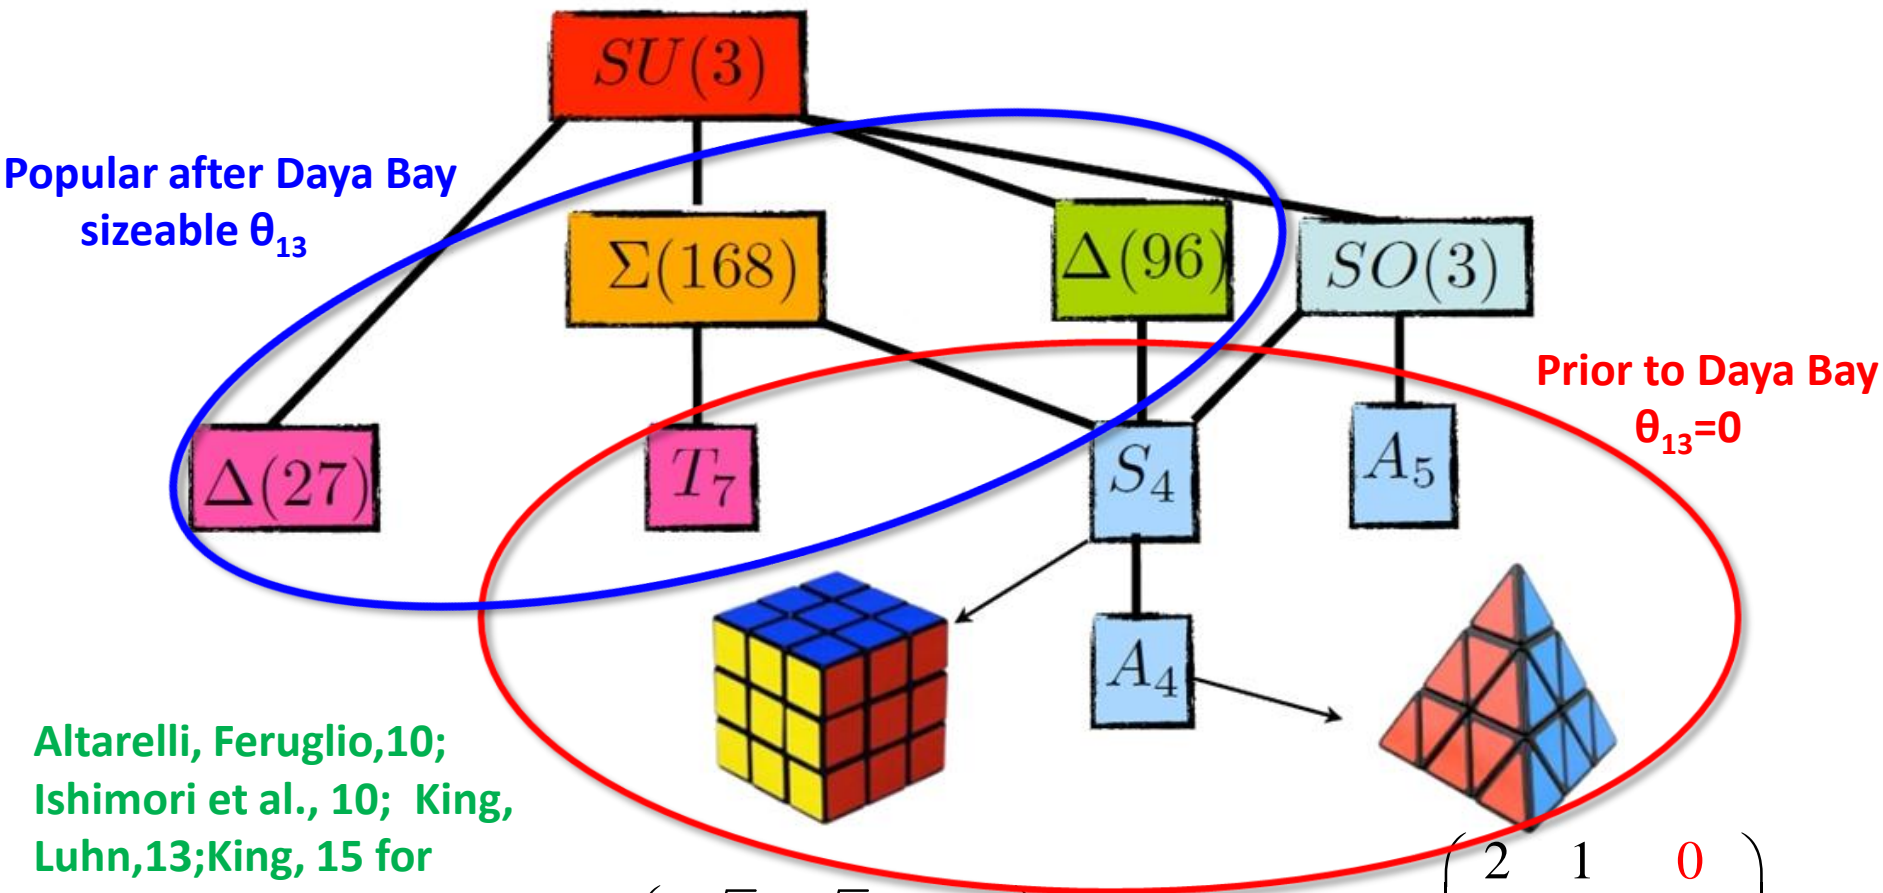 SU(3)
Popular after Daya Bay
sizeable θ13
Σ(168)
Δ(96)
SO(3)
Prior to Daya Bay
θ13=0
Δ(27)
T7
S4
A5
A4
Altarelli, Feruglio,10;
Ishimori et al., 10; King,
Luhn,13;King, 15 for
2 1 0